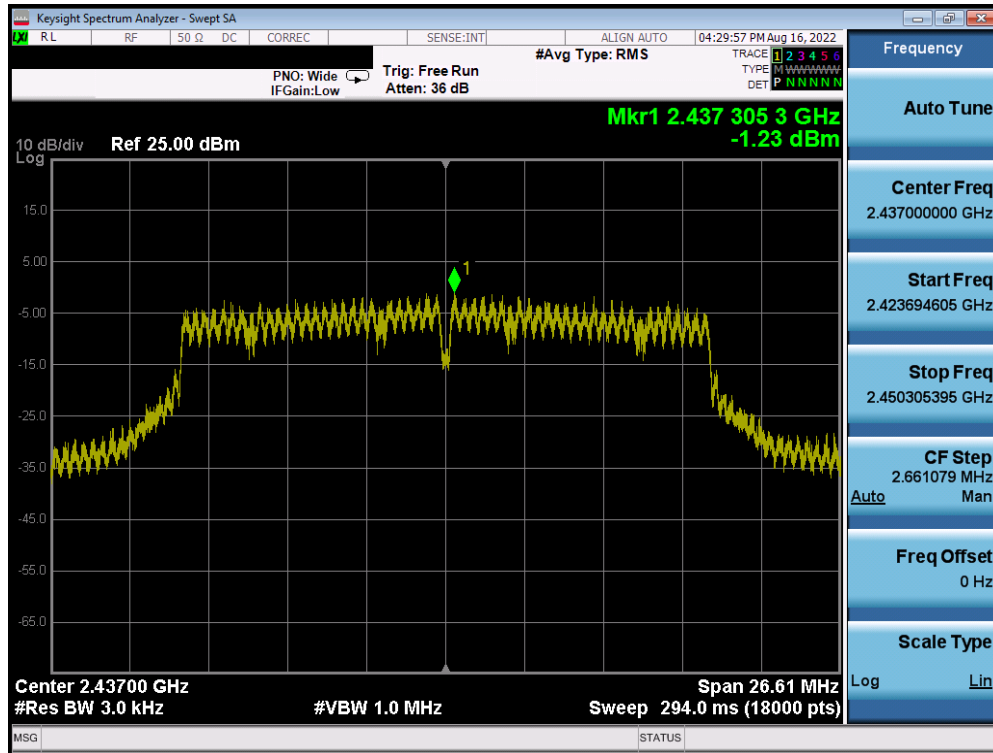 Keysight Spectrum Analyzer - Swept SA
LXI RL RF 50 Ω DC CORREC SENSE:INT ALIGN AUTO 04:29:57 PM Aug 16, 2022
#Avg Type: RMS TRACE 1 2 3 4 5 6
PNO: Wide Trig: Free Run TYPE M W W W W W
IFGain:Low Atten: 36 dB DET P N N N N N
Mkr1 2.437 305 3 GHz
10 dB/div Ref 25.00 dBm -1.23 dBm
Log
15.0
5.00
1
-5.00
-15.0
-25.0
-35.0
-45.0
-55.0
-65.0
Center 2.43700 GHz Span 26.61 MHz
#Res BW 3.0 kHz #VBW 1.0 MHz Sweep 294.0 ms (18000 pts)
MSG STATUS
Frequency
Auto Tune
Center Freq
2.437000000 GHz
Start Freq
2.423694605 GHz
Stop Freq
2.450305395 GHz
CF Step
2.661079 MHz
Auto Man
Freq Offset
0 Hz
Scale Type
Log Lin